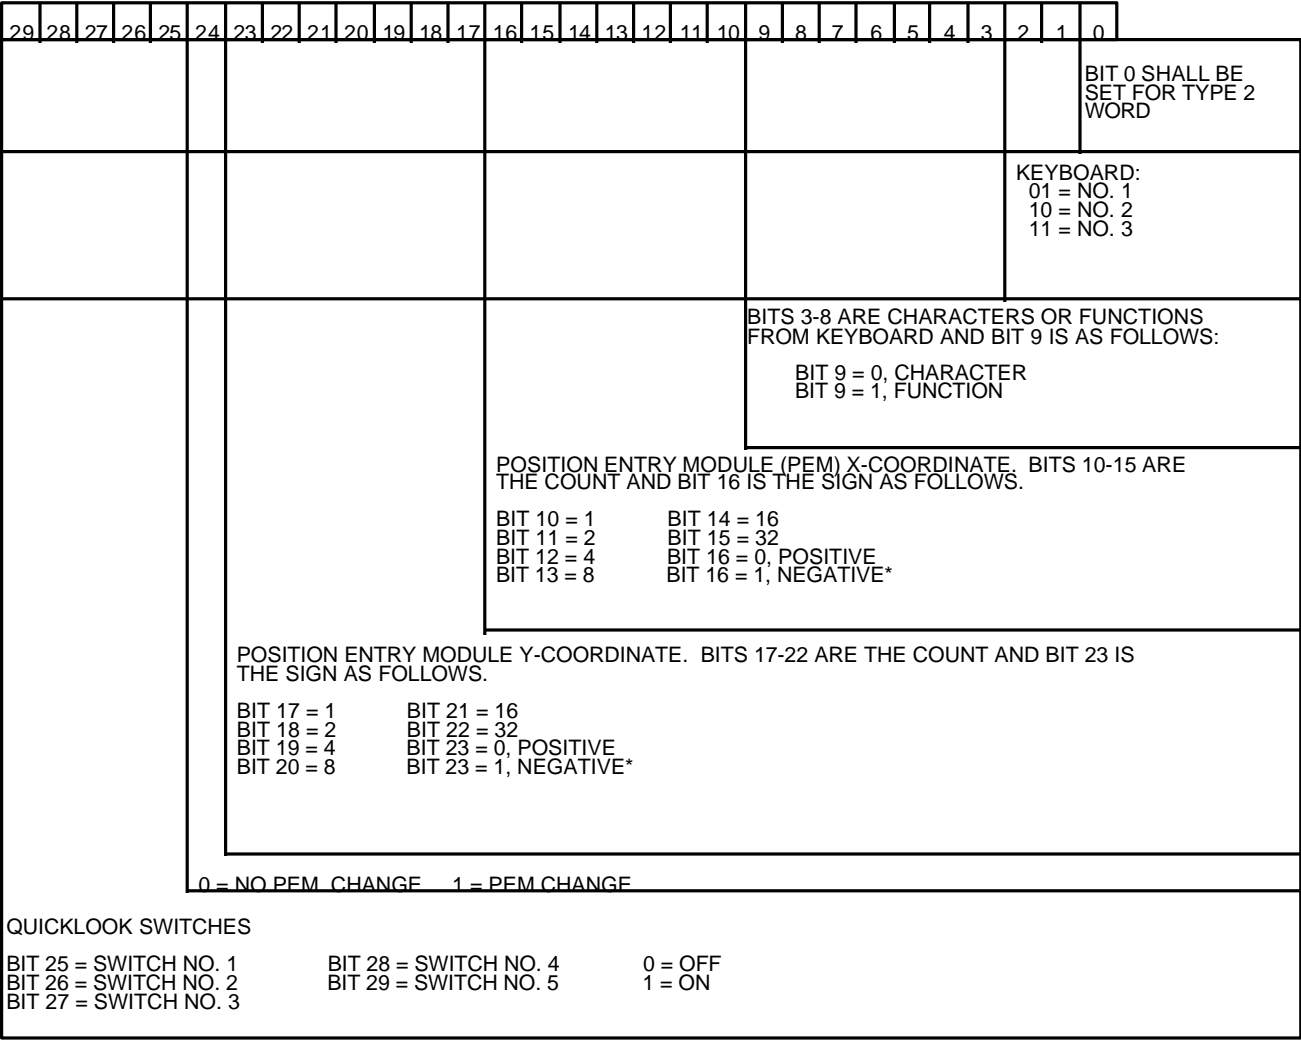 29 28 27 26 25 24 23 22 21 20 19 18 17 16 15 14 13 12 11 10 9 8 7 6 5 4 3 2 1 0
BIT 0 SHALL BE
SET FOR TYPE 2
WORD
KEYBOARD:
01 = NO. 1
10 = NO. 2
11 = NO. 3
BITS 3-8 ARE CHARACTERS OR FUNCTIONS
FROM KEYBOARD AND BIT 9 IS AS FOLLOWS:
BIT 9 = 0, CHARACTER
BIT 9 = 1, FUNCTION
POSITION ENTRY MODULE (PEM) X-COORDINATE. BITS 10-15 ARE
THE COUNT AND BIT 16 IS THE SIGN AS FOLLOWS.
BIT 10 = 1 BIT 14 = 16
BIT 11 = 2 BIT 15 = 32
BIT 12 = 4 BIT 16 = 0, POSITIVE
BIT 13 = 8 BIT 16 = 1, NEGATIVE*
POSITION ENTRY MODULE Y-COORDINATE. BITS 17-22 ARE THE COUNT AND BIT 23 IS
THE SIGN AS FOLLOWS.
BIT 17 = 1 BIT 21 = 16
BIT 18 = 2 BIT 22 = 32
BIT 19 = 4 BIT 23 = 0, POSITIVE
BIT 20 = 8 BIT 23 = 1, NEGATIVE*
0 = NO PEM CHANGE 1 = PEM CHANGE
QUICKLOOK SWITCHES
BIT 25 = SWITCH NO. 1 BIT 28 = SWITCH NO. 4 0 = OFF
BIT 26 = SWITCH NO. 2 BIT 29 = SWITCH NO. 5 1 = ON
BIT 27 = SWITCH NO. 3